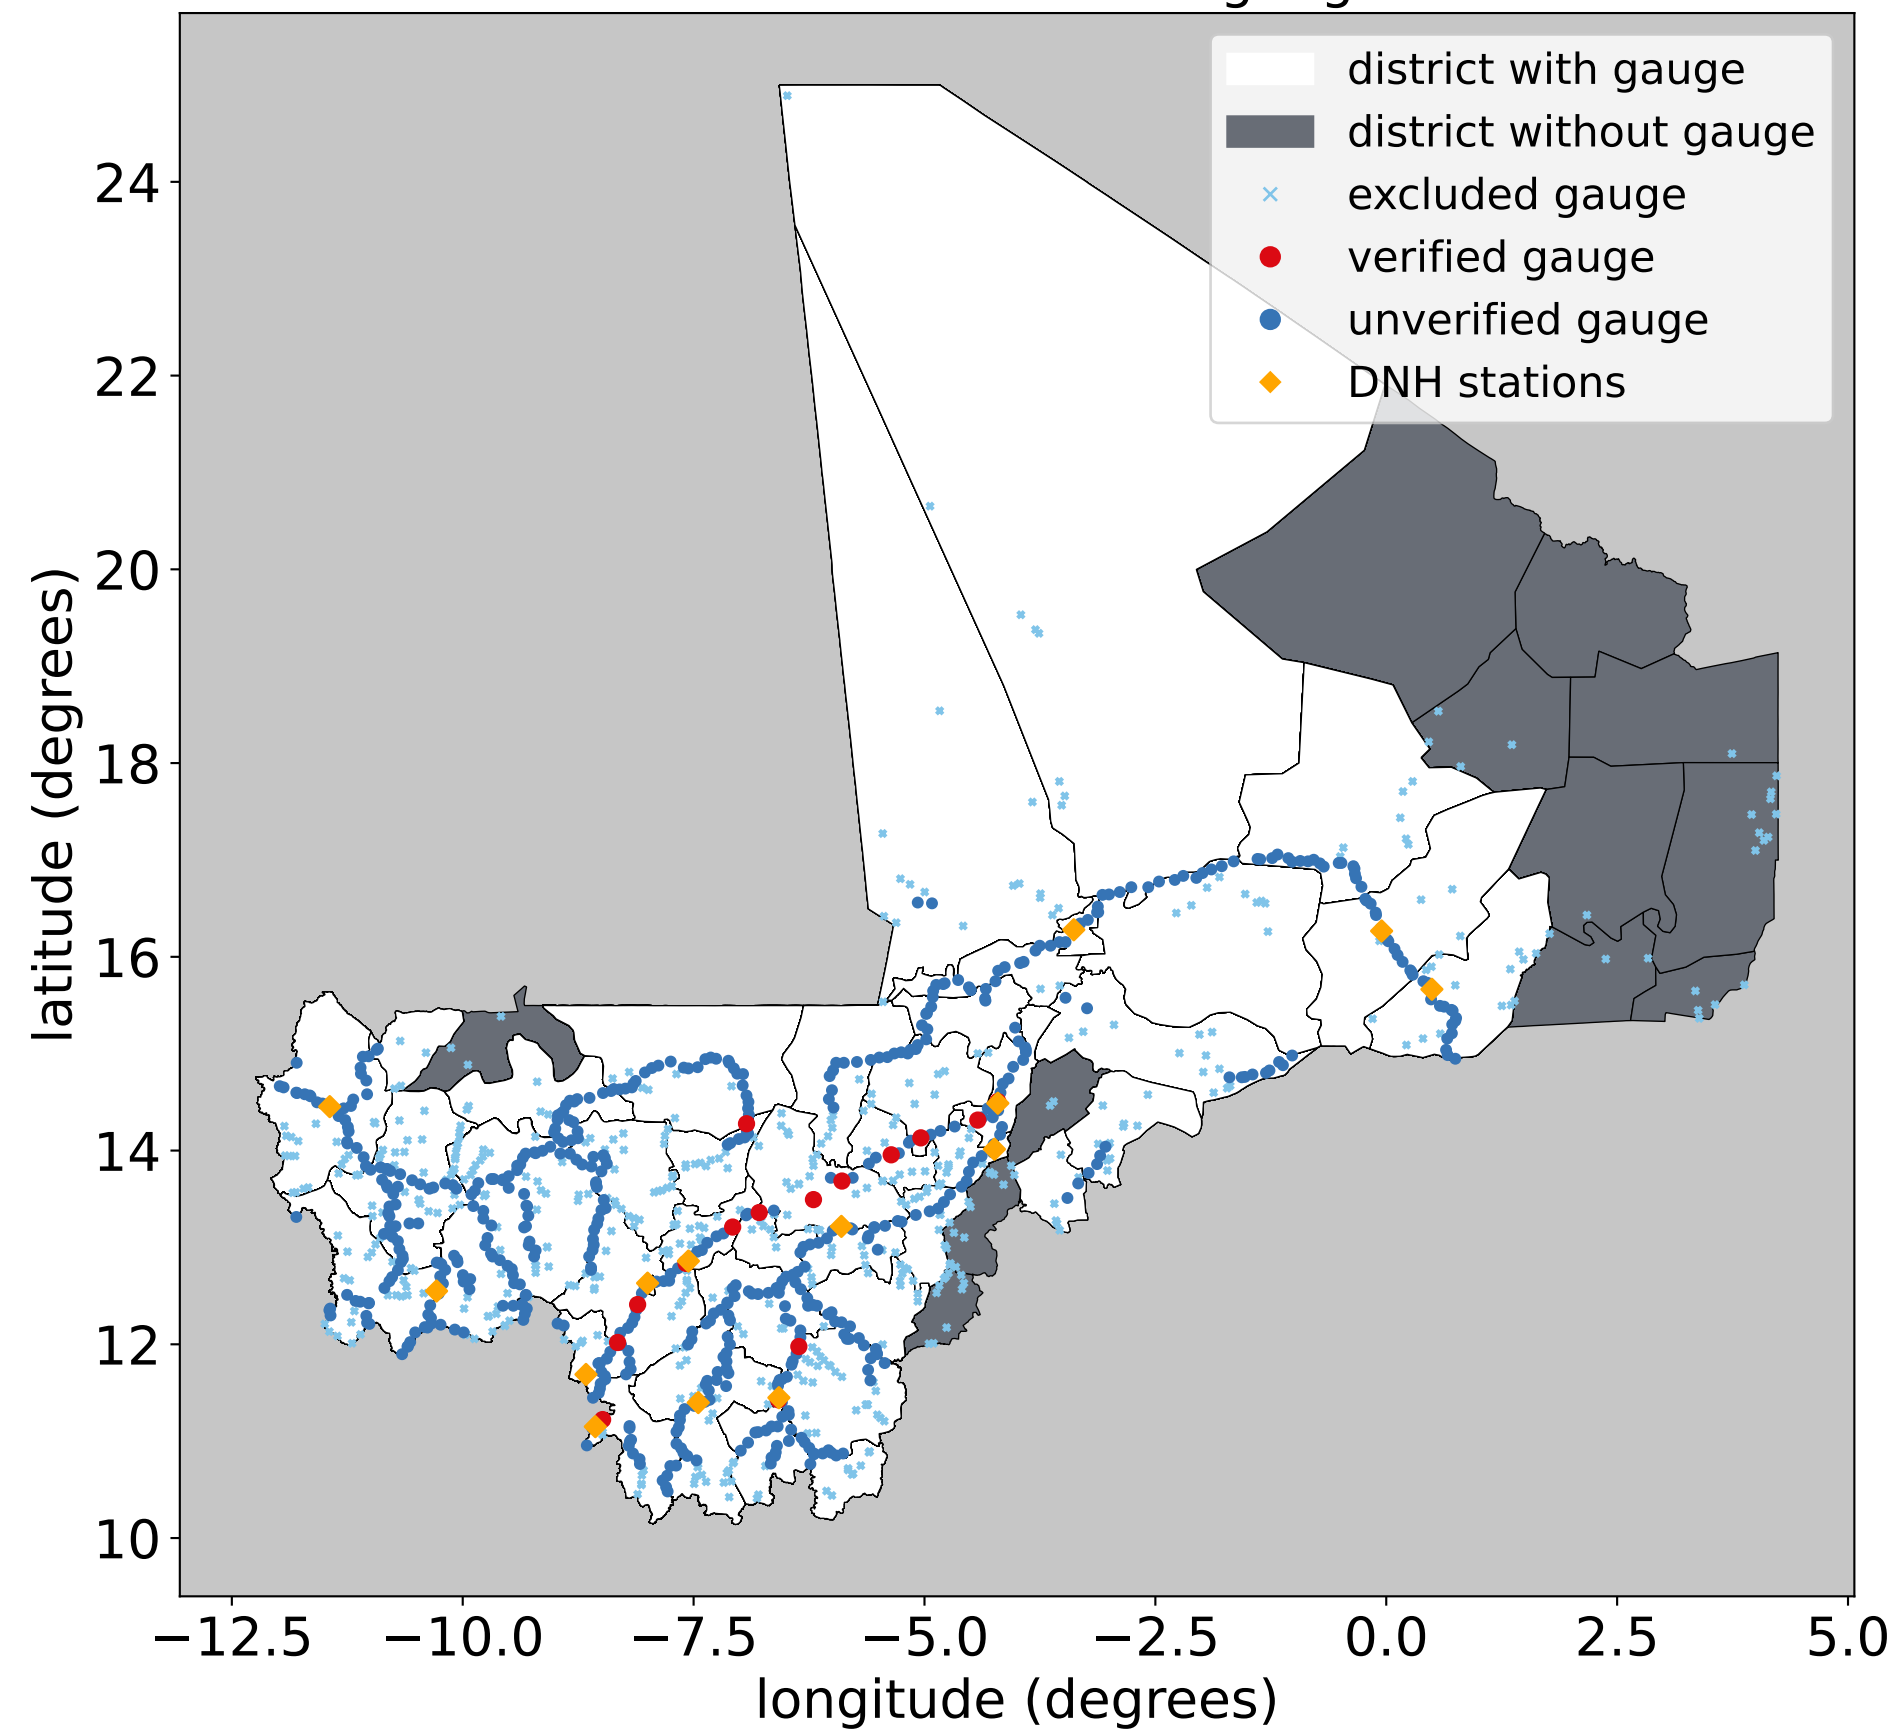 district with gauge
district without gauge
excluded gauge
verified gauge
unverified gauge
DNH stations
24
22
20
18
16
14
12
10
latitude (degrees)
−12.5 −10.0 −7.5 −5.0 −2.5 0.0 2.5 5.0
longitude (degrees)